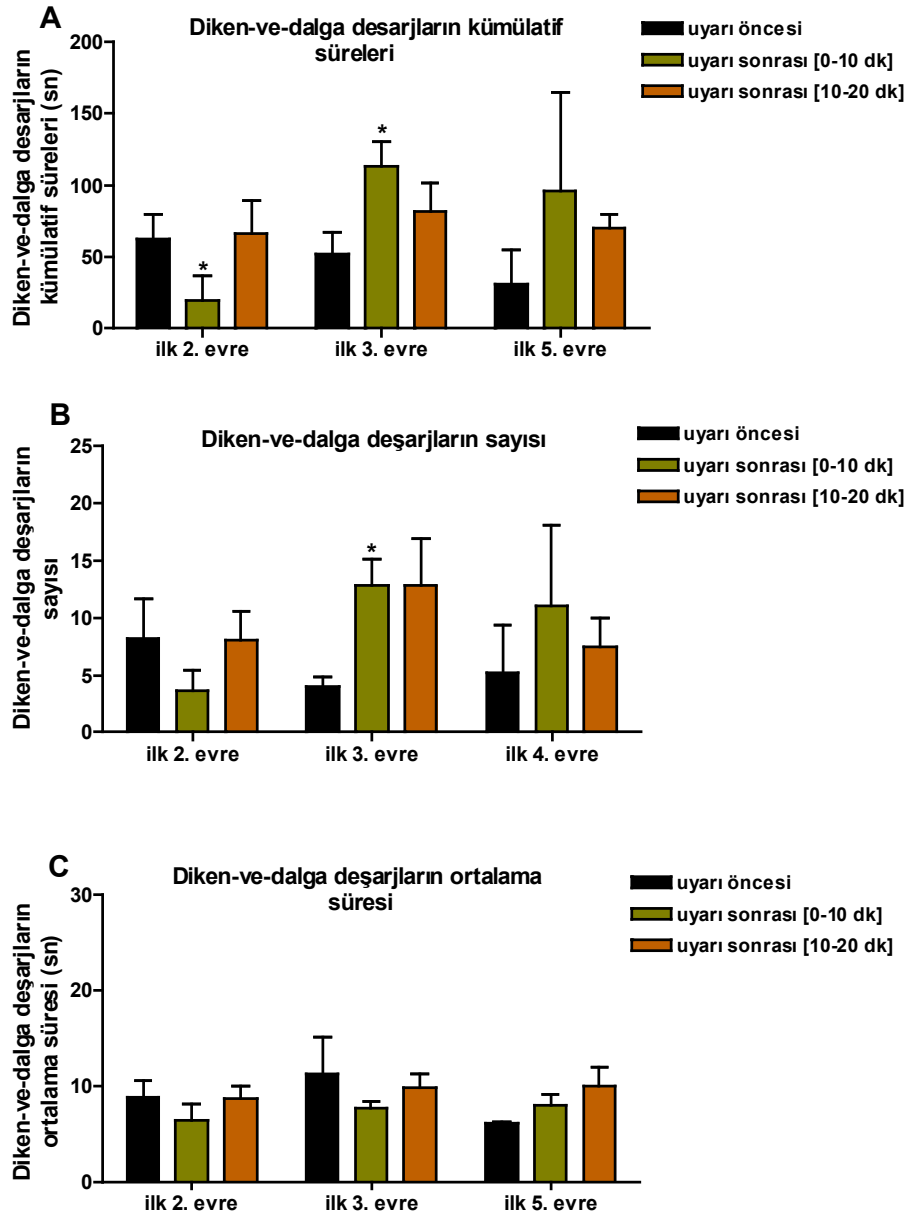 A
Diken-ve-dalga desarjların kümülatif
süreleri
uyarı öncesi
uyarı sonrası [0-10 dk]
uyarı sonrası [10-20 dk]
Diken-ve-dalga desarjların
kümülatif süreleri (sn)
200
150
100
50
0
*
*
ilk 2. evre
ilk 3. evre
ilk 5. evre
B
Diken-ve-dalga deşarjların sayısı
uyarı öncesi
uyarı sonrası [0-10 dk]
uyarı sonrası [10-20 dk]
Diken-ve-dalga deşarjların
sayısı
25
20
15
10
5
0
*
ilk 2. evre
ilk 3. evre
ilk 4. evre
C
Diken-ve-dalga deşarjların ortalama
süresi
uyarı öncesi
uyarı sonrası [0-10 dk]
uyarı sonrası [10-20 dk]
Diken-ve-dalga deşarjların
ortalama süresi (sn)
30
20
10
0
ilk 2. evre
ilk 3. evre
ilk 5. evre